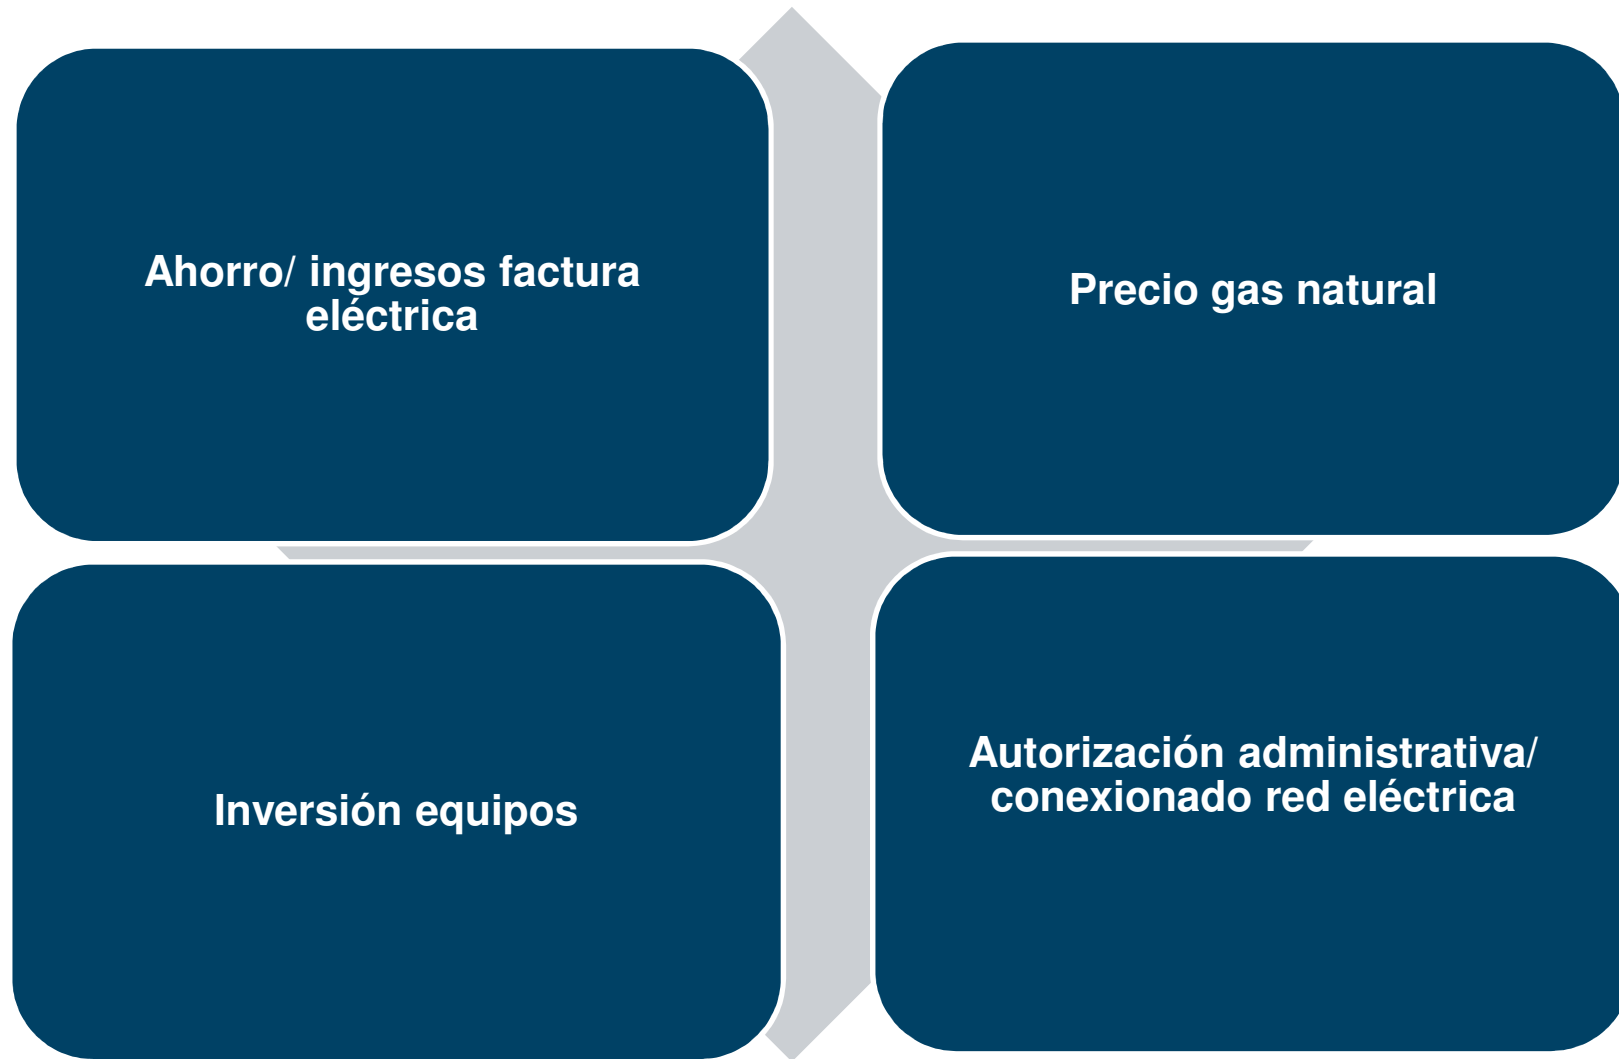 Ahorro/ ingresos factura
eléctrica
Precio gas natural
Inversión equipos
Autorización administrativa/
conexionado red eléctrica